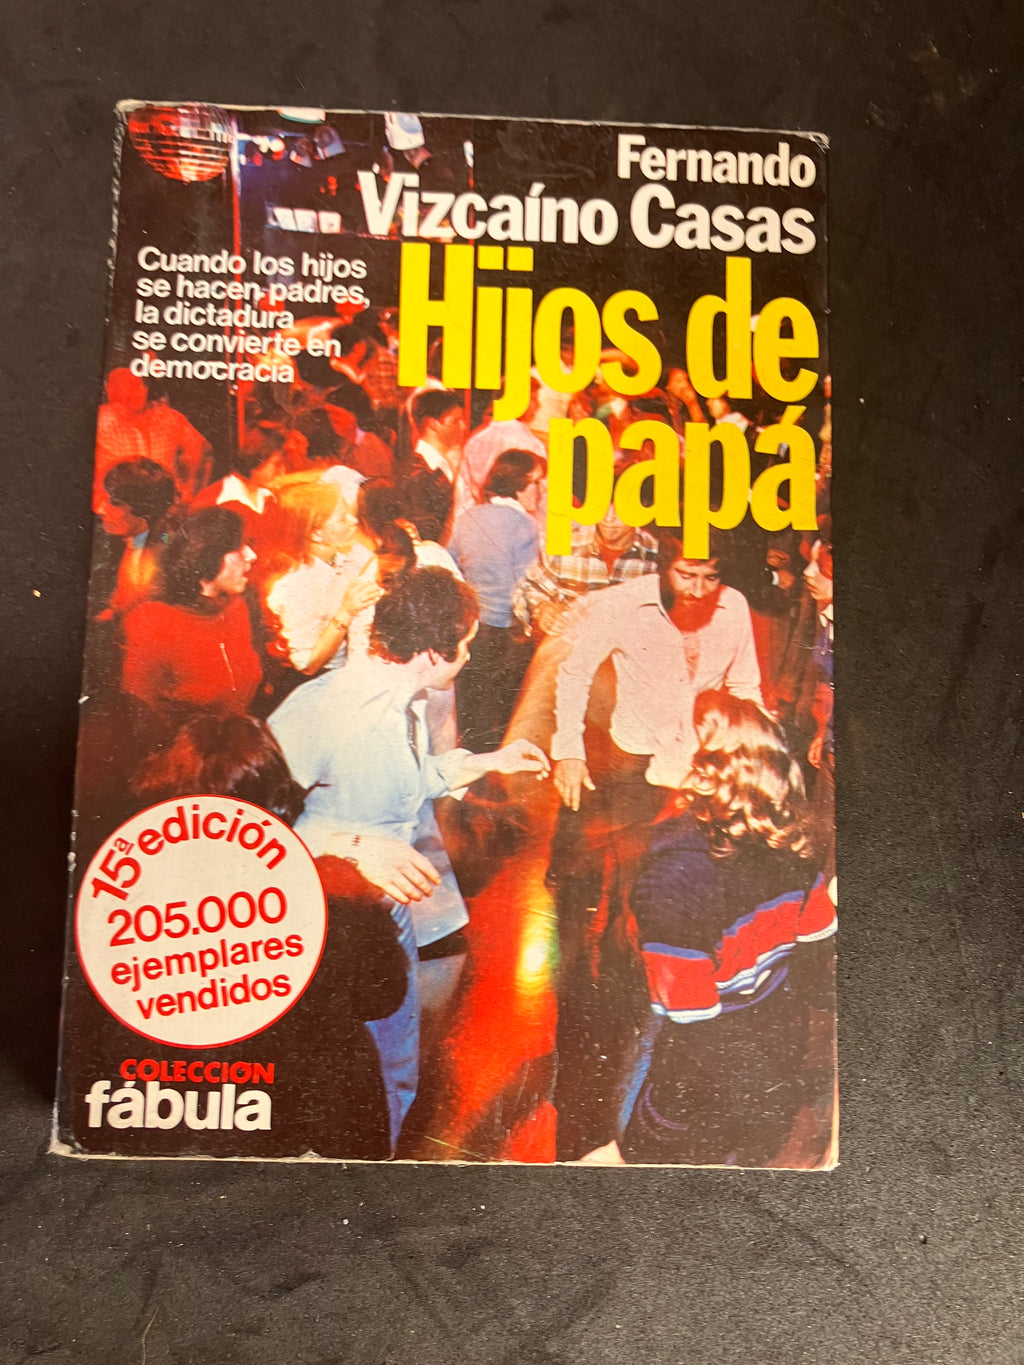 Fernando
Vizcaíno Casas
Hijos de
papá
Cuando los hijos
se hacen padres,
la dictadura
se convierte en
democracia
15ª edición
205.000
ejemplares
vendidos
COLECCIÓN
fábula